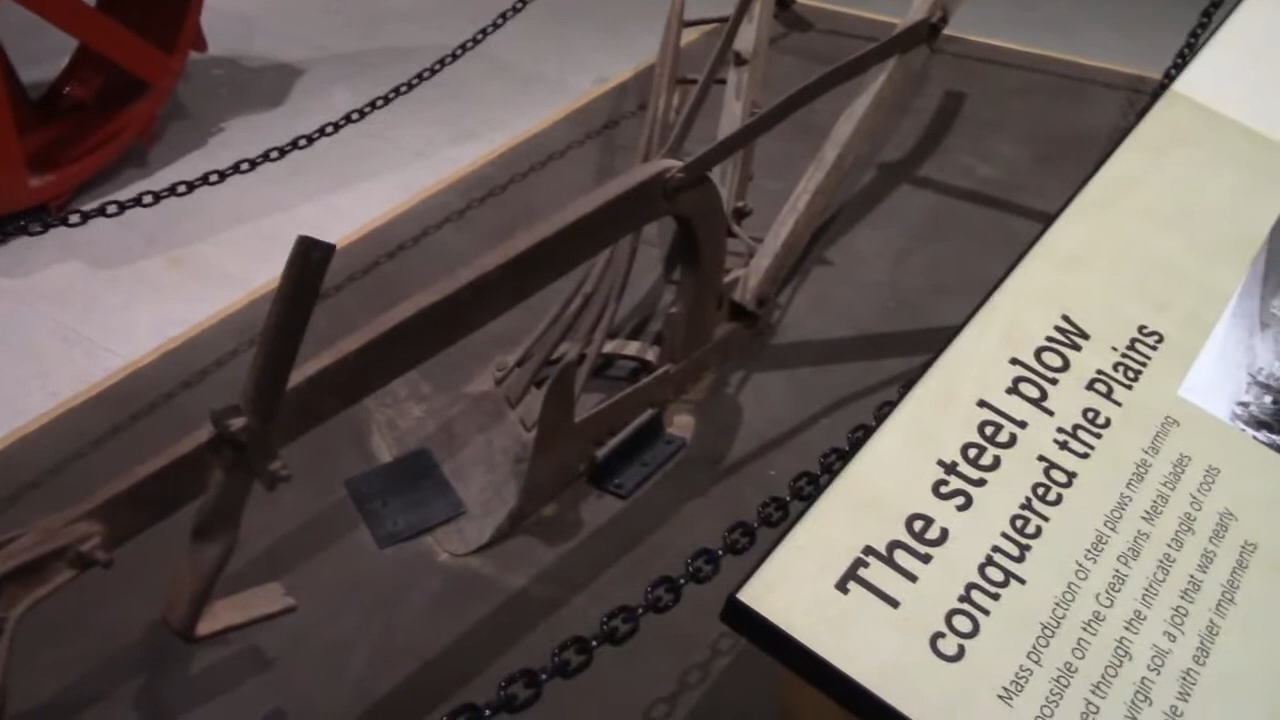 The steel plow
conquered the Plains
Mass production of steel plows made farming
possible on the Great Plains. Metal blades
through the intricate tangle of roots
virgin soil, a job that was nearly
with earlier implements.